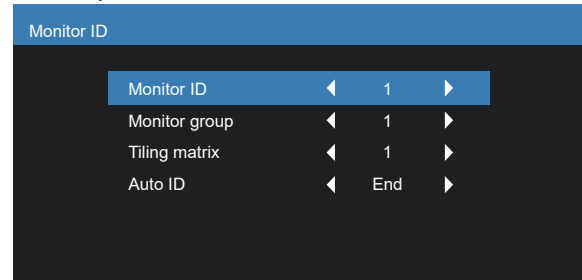 Monitor ID
Monitor ID 1
Monitor group 1
Tiling matrix 1
Auto ID End